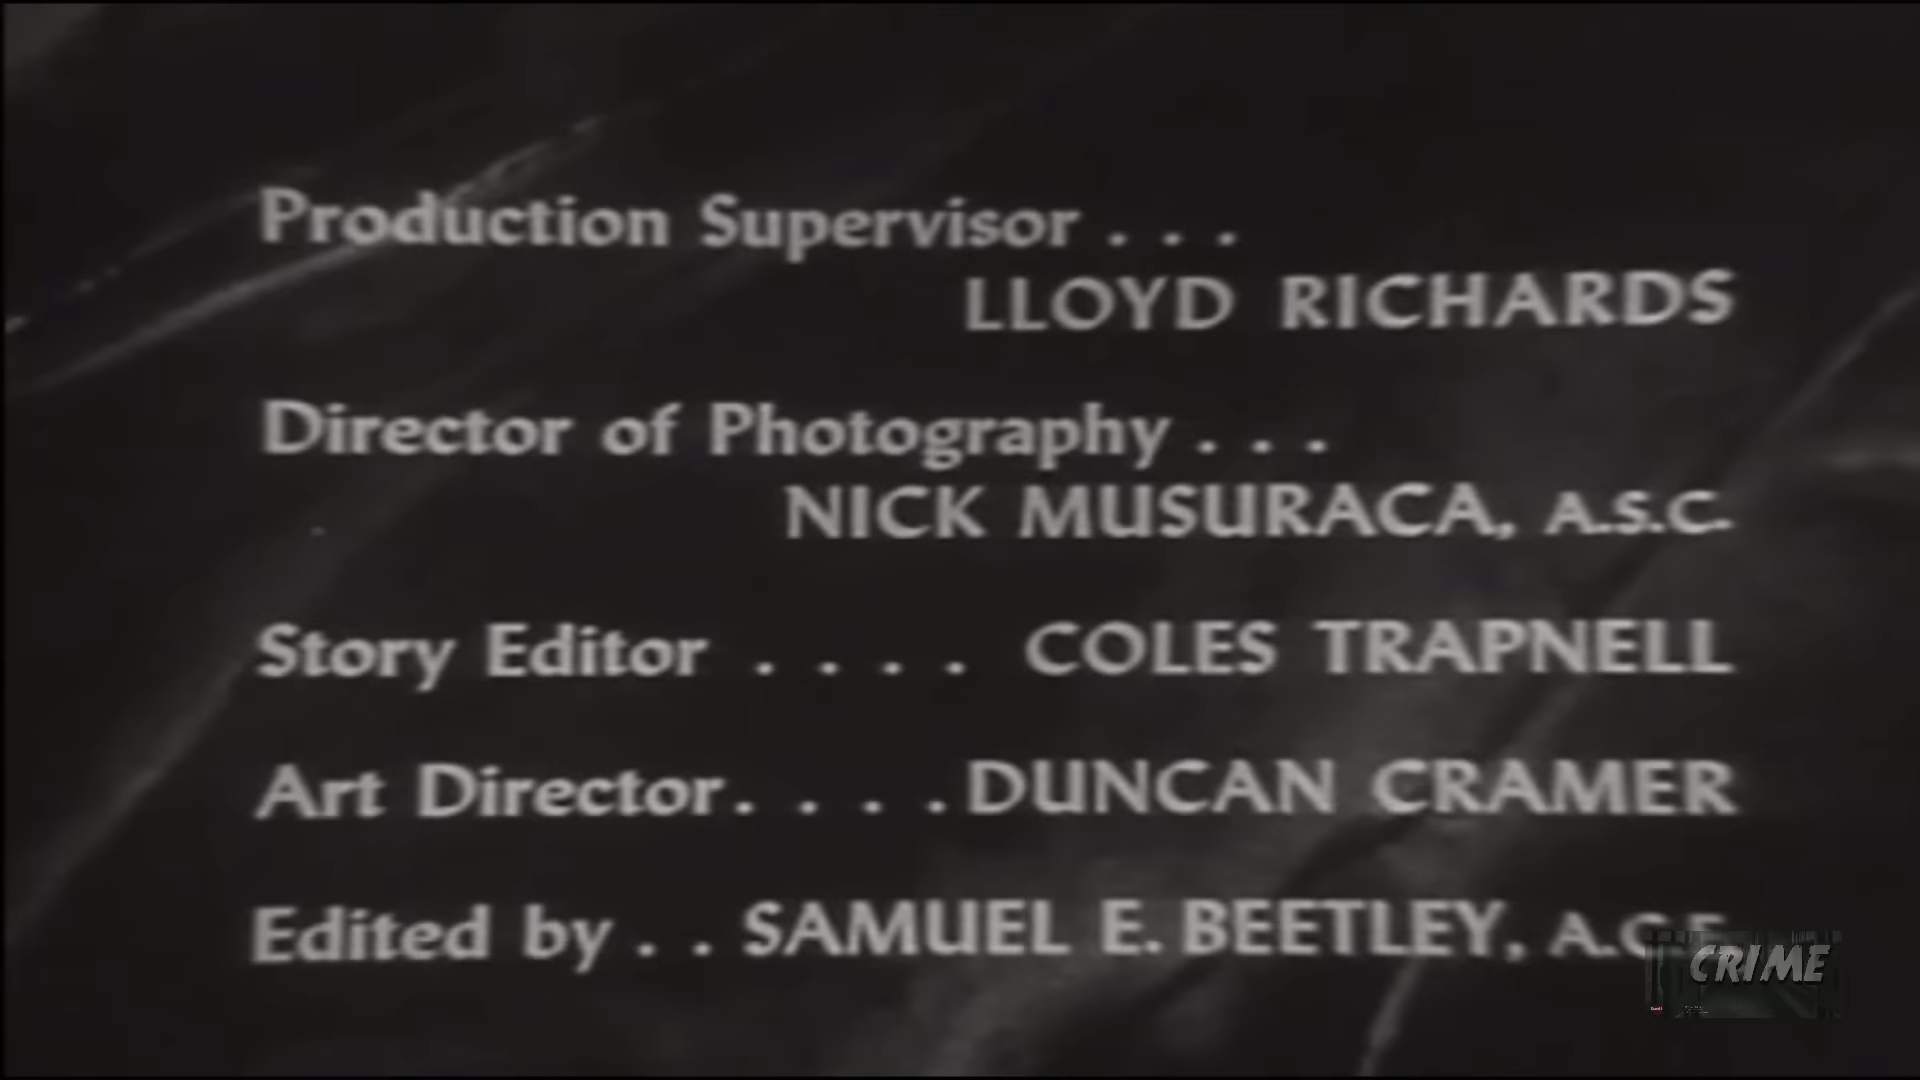 Production Supervisor . . .
LLOYD RICHARDS
Director of Photography . . .
NICK MUSURACA, A.S.C.
Story Editor . . . . COLES TRAPNELL
Art Director. . . . DUNCAN CRAMER
Edited by . . SAMUEL E. BEETLEY, A.C.E.
CRIME